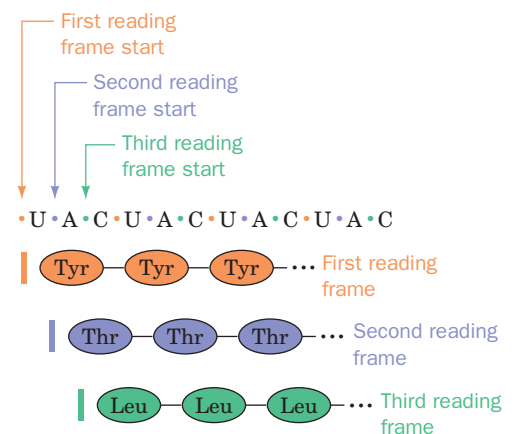 First reading
frame start
Second reading
frame start
Third reading
frame start
·U·A·C·U·A·C·U·A·C·U·A·C
Tyr Tyr Tyr ··· First reading
frame
Thr Thr Thr ··· Second reading
frame
Leu Leu Leu ··· Third reading
frame